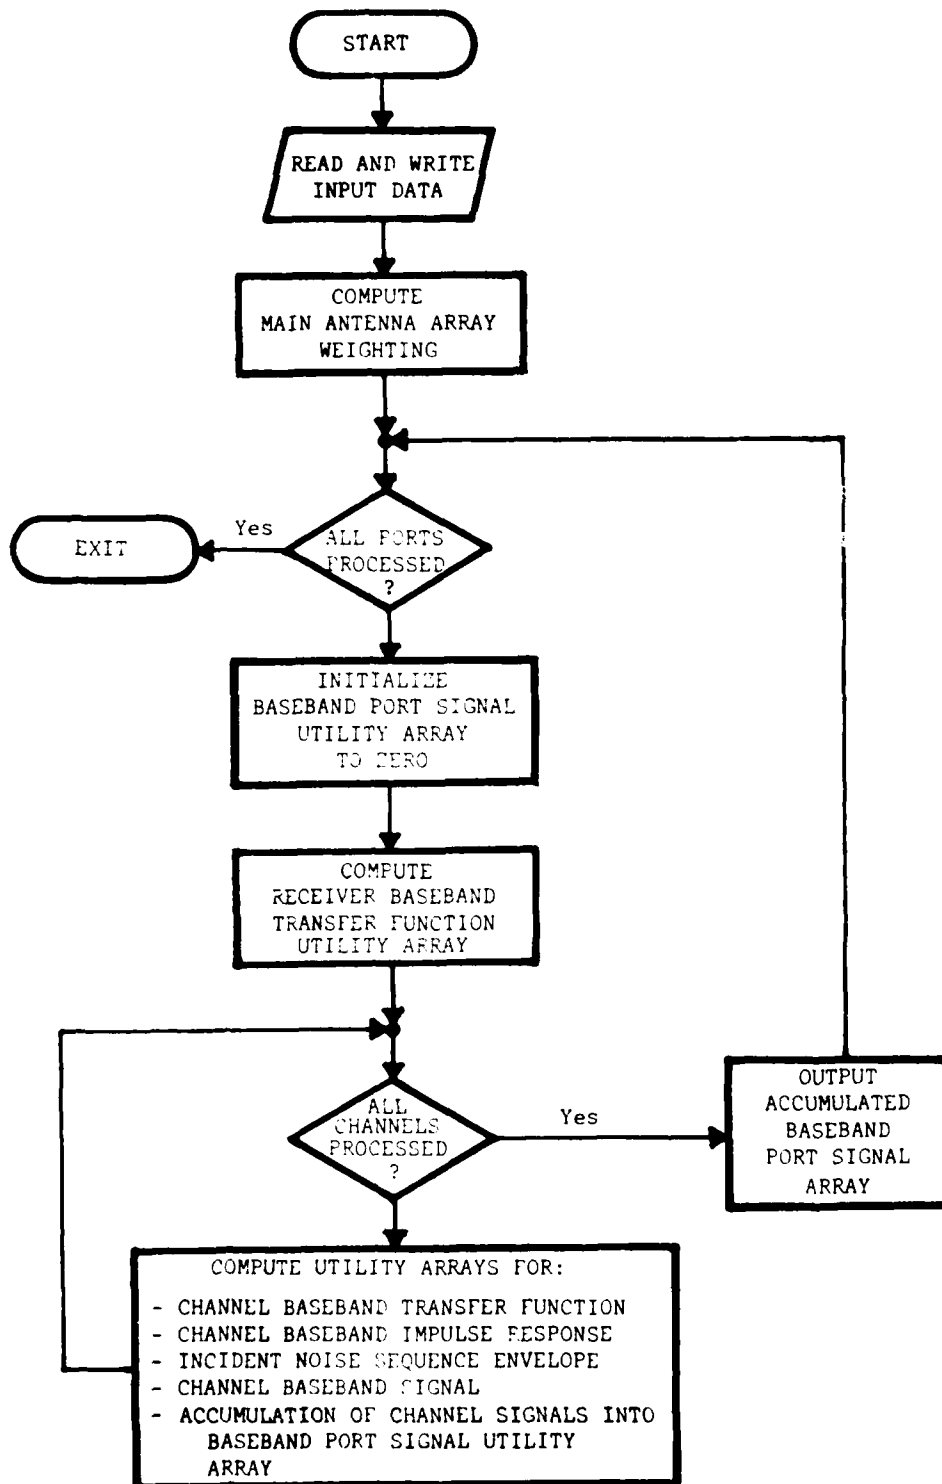 START
READ AND WRITE
INPUT DATA
COMPUTE
MAIN ANTENNA ARRAY
WEIGHTING
Yes
EXIT
ALL PORTS
PROCESSED
?
INITIALIZE
BASEBAND PORT SIGNAL
UTILITY ARRAY
TO ZERO
COMPUTE
RECEIVER BASEBAND
TRANSFER FUNCTION
UTILITY ARRAY
ALL
CHANNELS
PROCESSED
?
Yes
OUTPUT
ACCUMULATED
BASEBAND
PORT SIGNAL
ARRAY
COMPUTE UTILITY ARRAYS FOR:
- CHANNEL BASEBAND TRANSFER FUNCTION
- CHANNEL BASEBAND IMPULSE RESPONSE
- INCIDENT NOISE SEQUENCE ENVELOPE
- CHANNEL BASEBAND SIGNAL
- ACCUMULATION OF CHANNEL SIGNALS INTO
BASEBAND PORT SIGNAL UTILITY
ARRAY